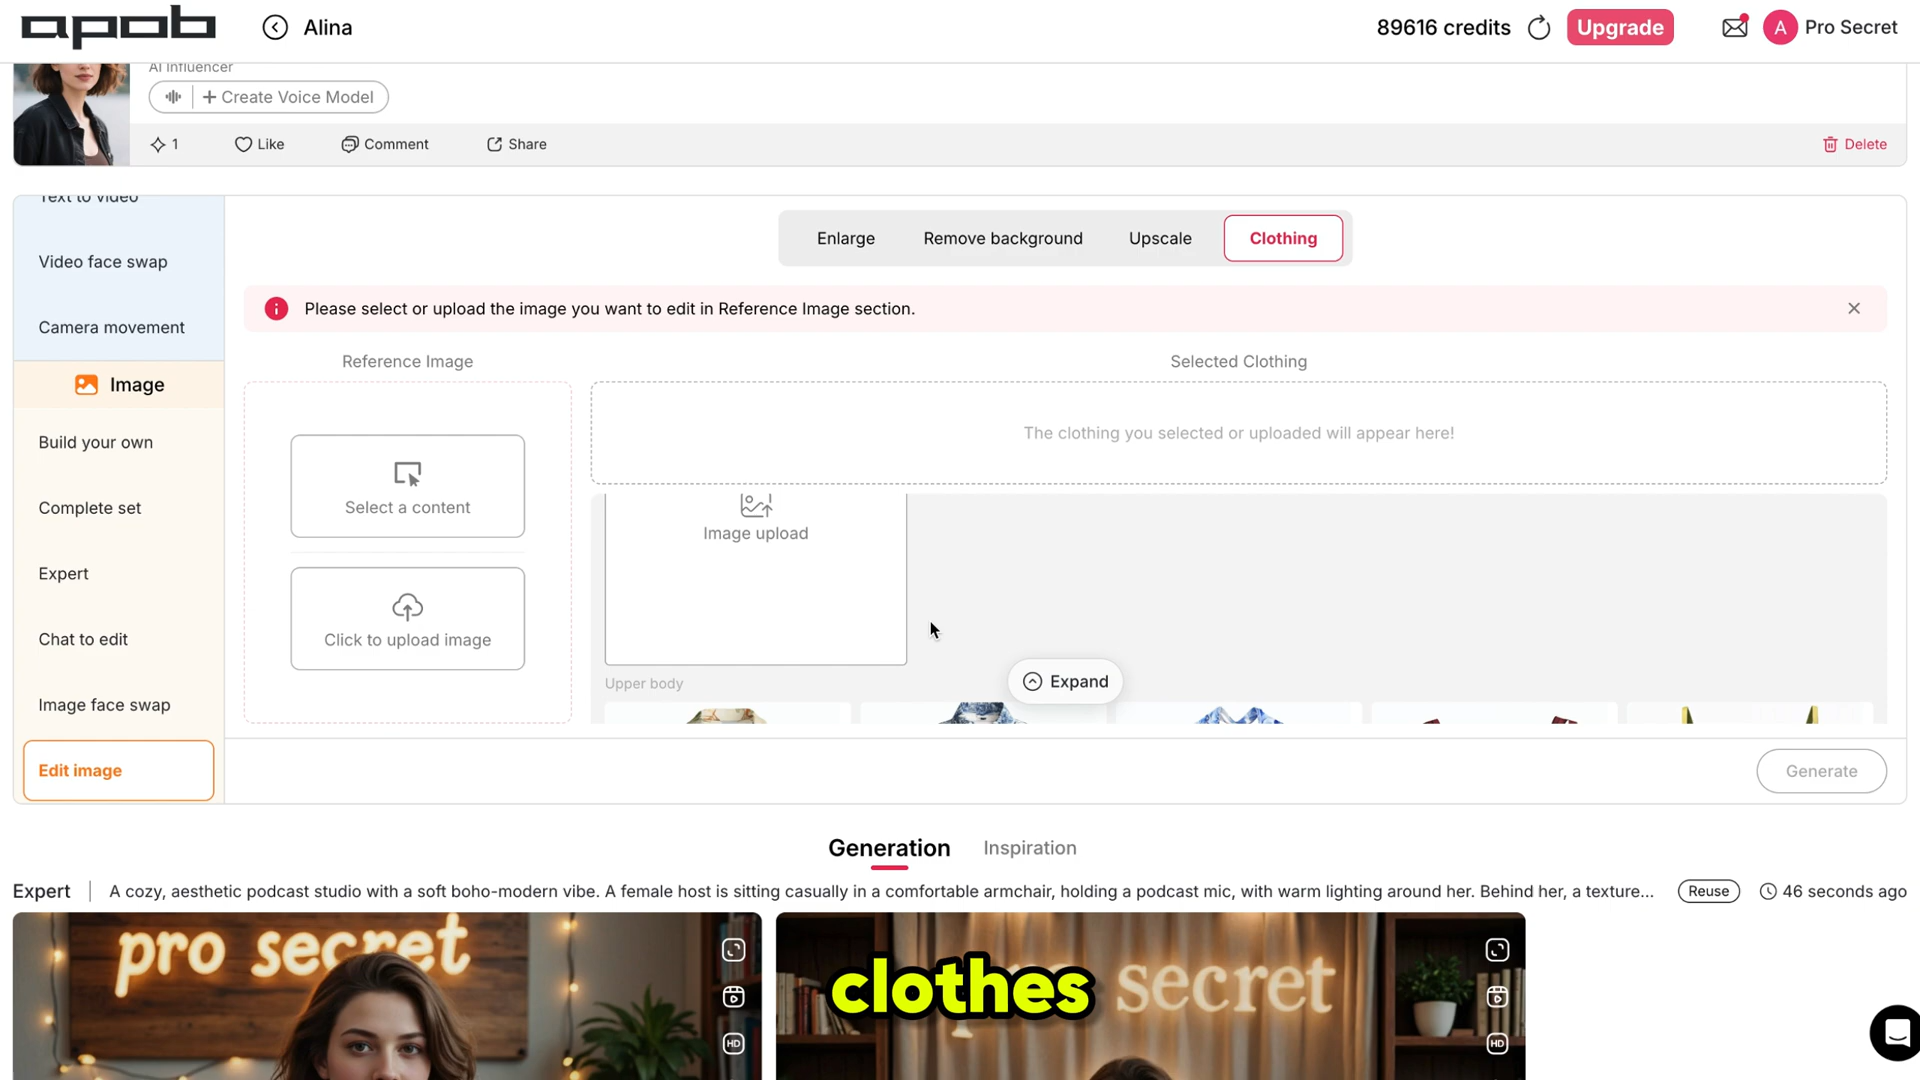 apob
Alina
89616 credits
Upgrade
A
Pro Secret
AI Influencer
+ Create Voice Model
1
Like
Comment
Share
Delete
Text to video
Video face swap
Camera movement
Image
Build your own
Complete set
Expert
Chat to edit
Image face swap
Edit image
Enlarge
Remove background
Upscale
Clothing
Please select or upload the image you want to edit in Reference Image section.
Reference Image
Selected Clothing
Select a content
Click to upload image
The clothing you selected or uploaded will appear here!
Image upload
Upper body
Expand
Generate
Generation
Inspiration
Expert
A cozy, aesthetic podcast studio with a soft boho-modern vibe. A female host is sitting casually in a comfortable armchair, holding a podcast mic, with warm lighting around her. Behind her, a texture...
Reuse
46 seconds ago
pro secret
HD
clothes
secret
HD